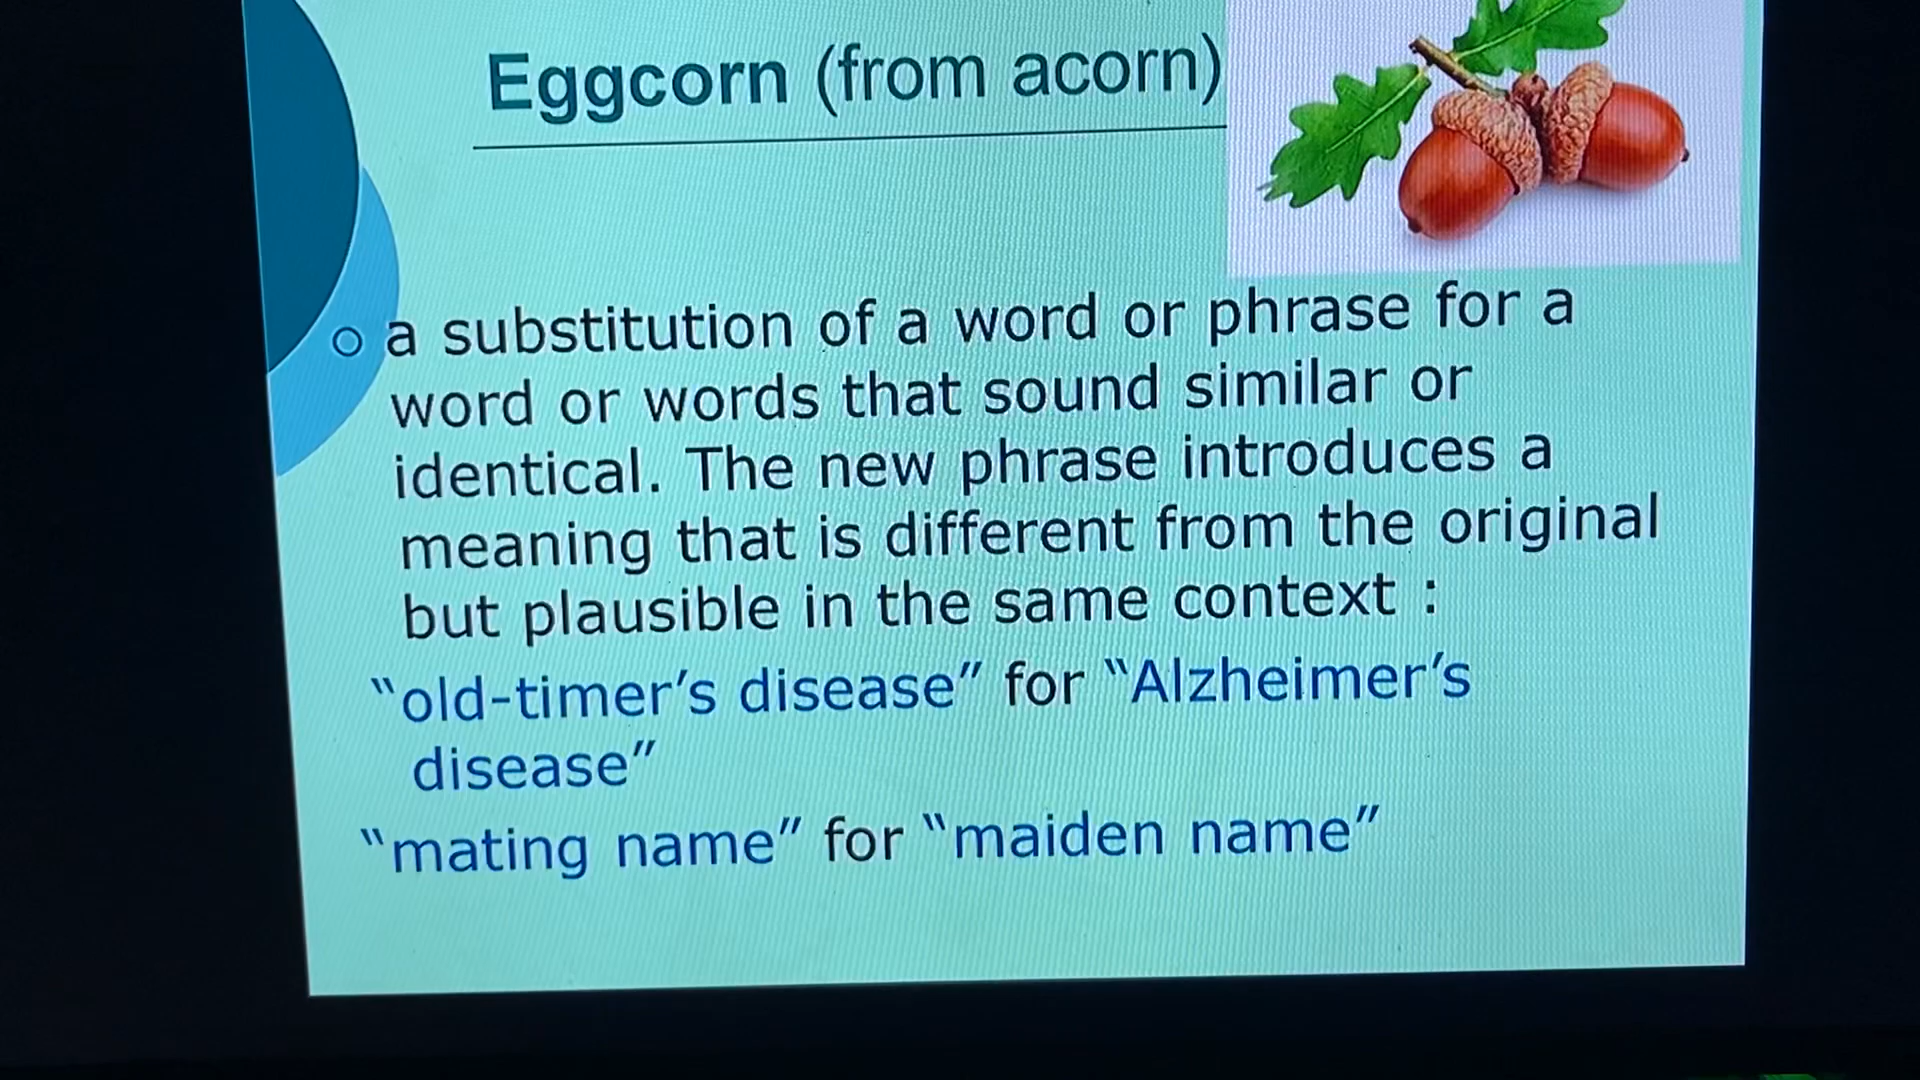 Eggcorn (from acorn)
a substitution of a word or phrase for a
word or words that sound similar or
identical. The new phrase introduces a
meaning that is different from the original
but plausible in the same context :
“old-timer’s disease” for “Alzheimer’s
disease”
“mating name” for “maiden name”